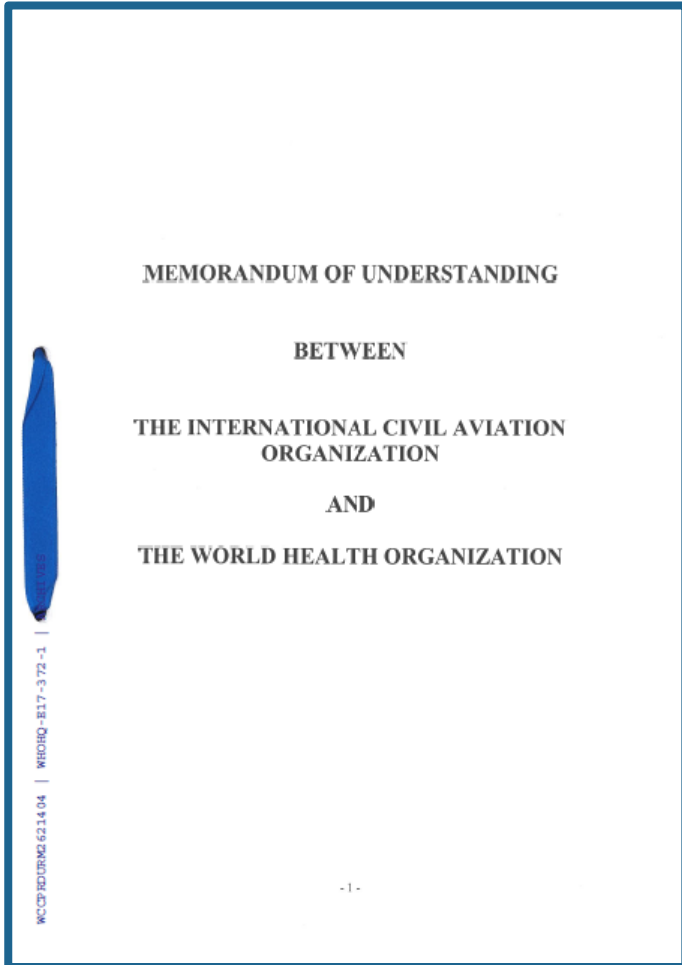 MEMORANDUM OF UNDERSTANDING
BETWEEN
THE INTERNATIONAL CIVIL AVIATION
ORGANIZATION
AND
THE WORLD HEALTH ORGANIZATION
WCCPRDURM2621404 | WHOHQ-E17-372-1 |
- 1 -